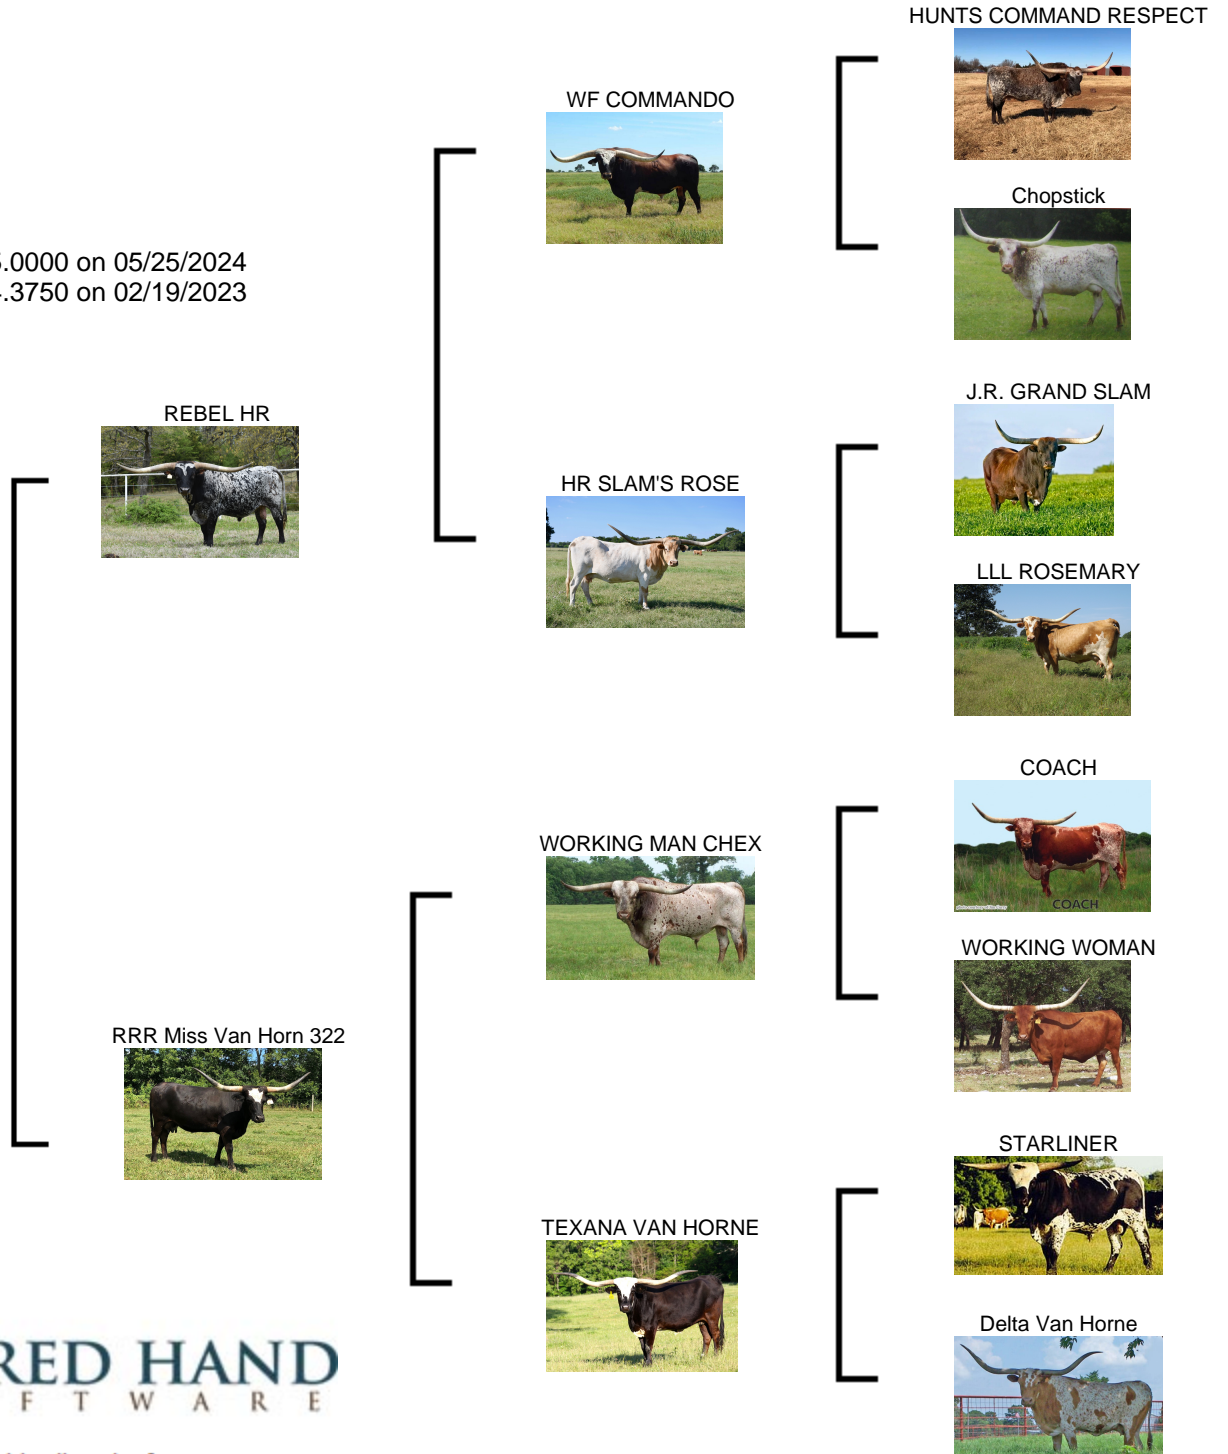 HUNTS COMMAND RESPECT
WF COMMANDO
Chopstick
.0000 on 05/25/2024
.3750 on 02/19/2023
J.R. GRAND SLAM
REBEL HR
HR SLAM'S ROSE
LLL ROSEMARY
COACH
WORKING MAN CHEX
COACH
WORKING WOMAN
RRR Miss Van Horn 322
STARLINER
TEXANA VAN HORNE
Delta Van Horne
RED HAND
F T W A R E